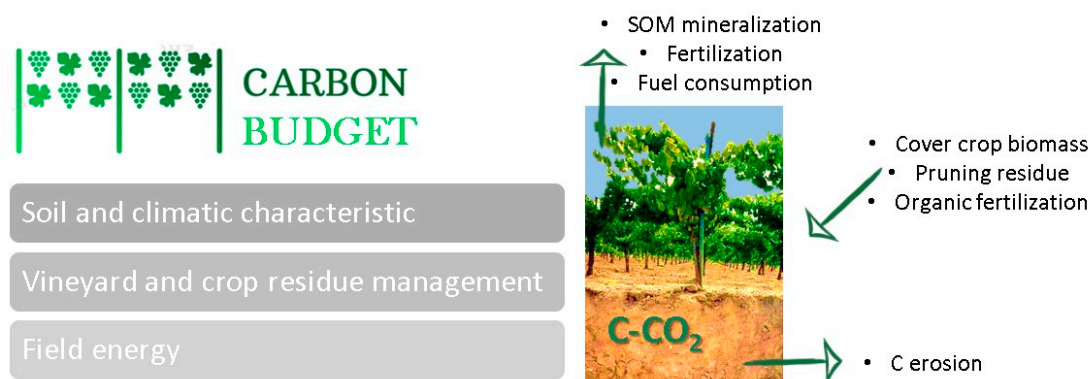 CARBON
BUDGET
Soil and climatic characteristic
Vineyard and crop residue management
Field energy
• SOM mineralization
• Fertilization
• Fuel consumption
C-CO₂
• Cover crop biomass
• Pruning residue
• Organic fertilization
• C erosion